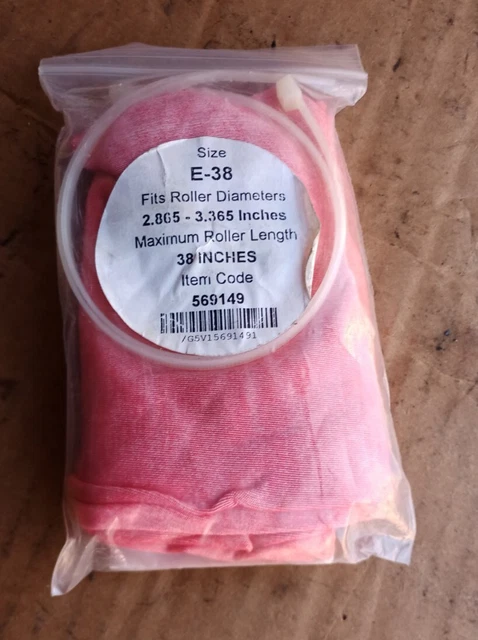 Size
E-38
Fits Roller Diameters
2.865 - 3.365 Inches
Maximum Roller Length
38 INCHES
Item Code
569149
/G5V15691491